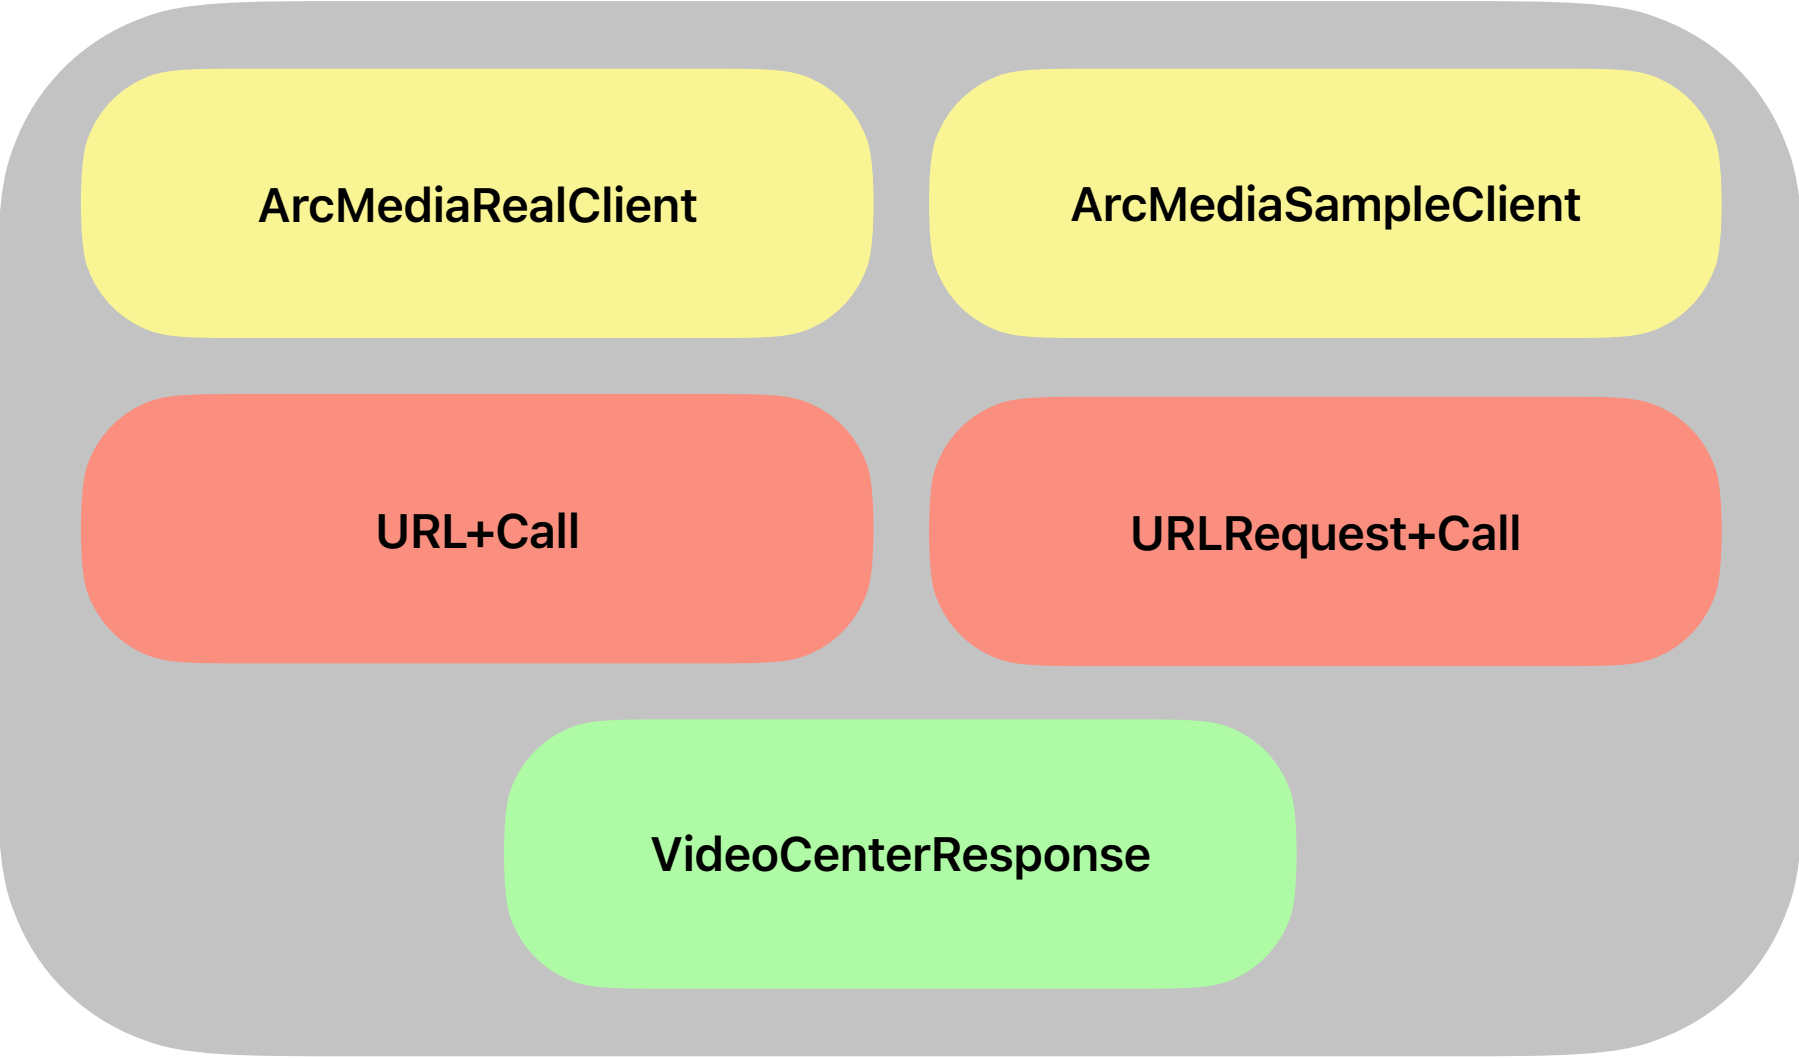 ArcMediaRealClient
ArcMediaSampleClient
URL+Call
URLRequest+Call
VideoCenterResponse